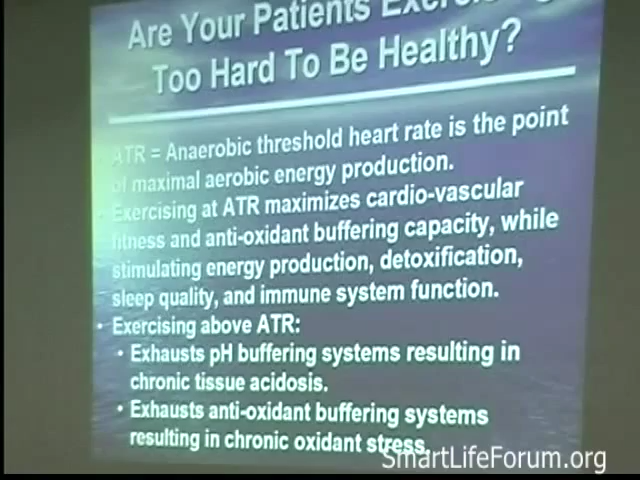 Are Your Patients
Too Hard To Be Healthy?
ATR = Anaerobic threshold heart rate is the point
of maximal aerobic energy production.
• Exercising at ATR maximizes cardio-vascular
fitness and anti-oxidant buffering capacity, while
stimulating energy production, detoxification,
sleep quality, and immune system function.
• Exercising above ATR:
• Exhausts pH buffering systems resulting in
chronic tissue acidosis.
• Exhausts anti-oxidant buffering systems
resulting in chronic oxidant stress.
SmartLifeForum.org